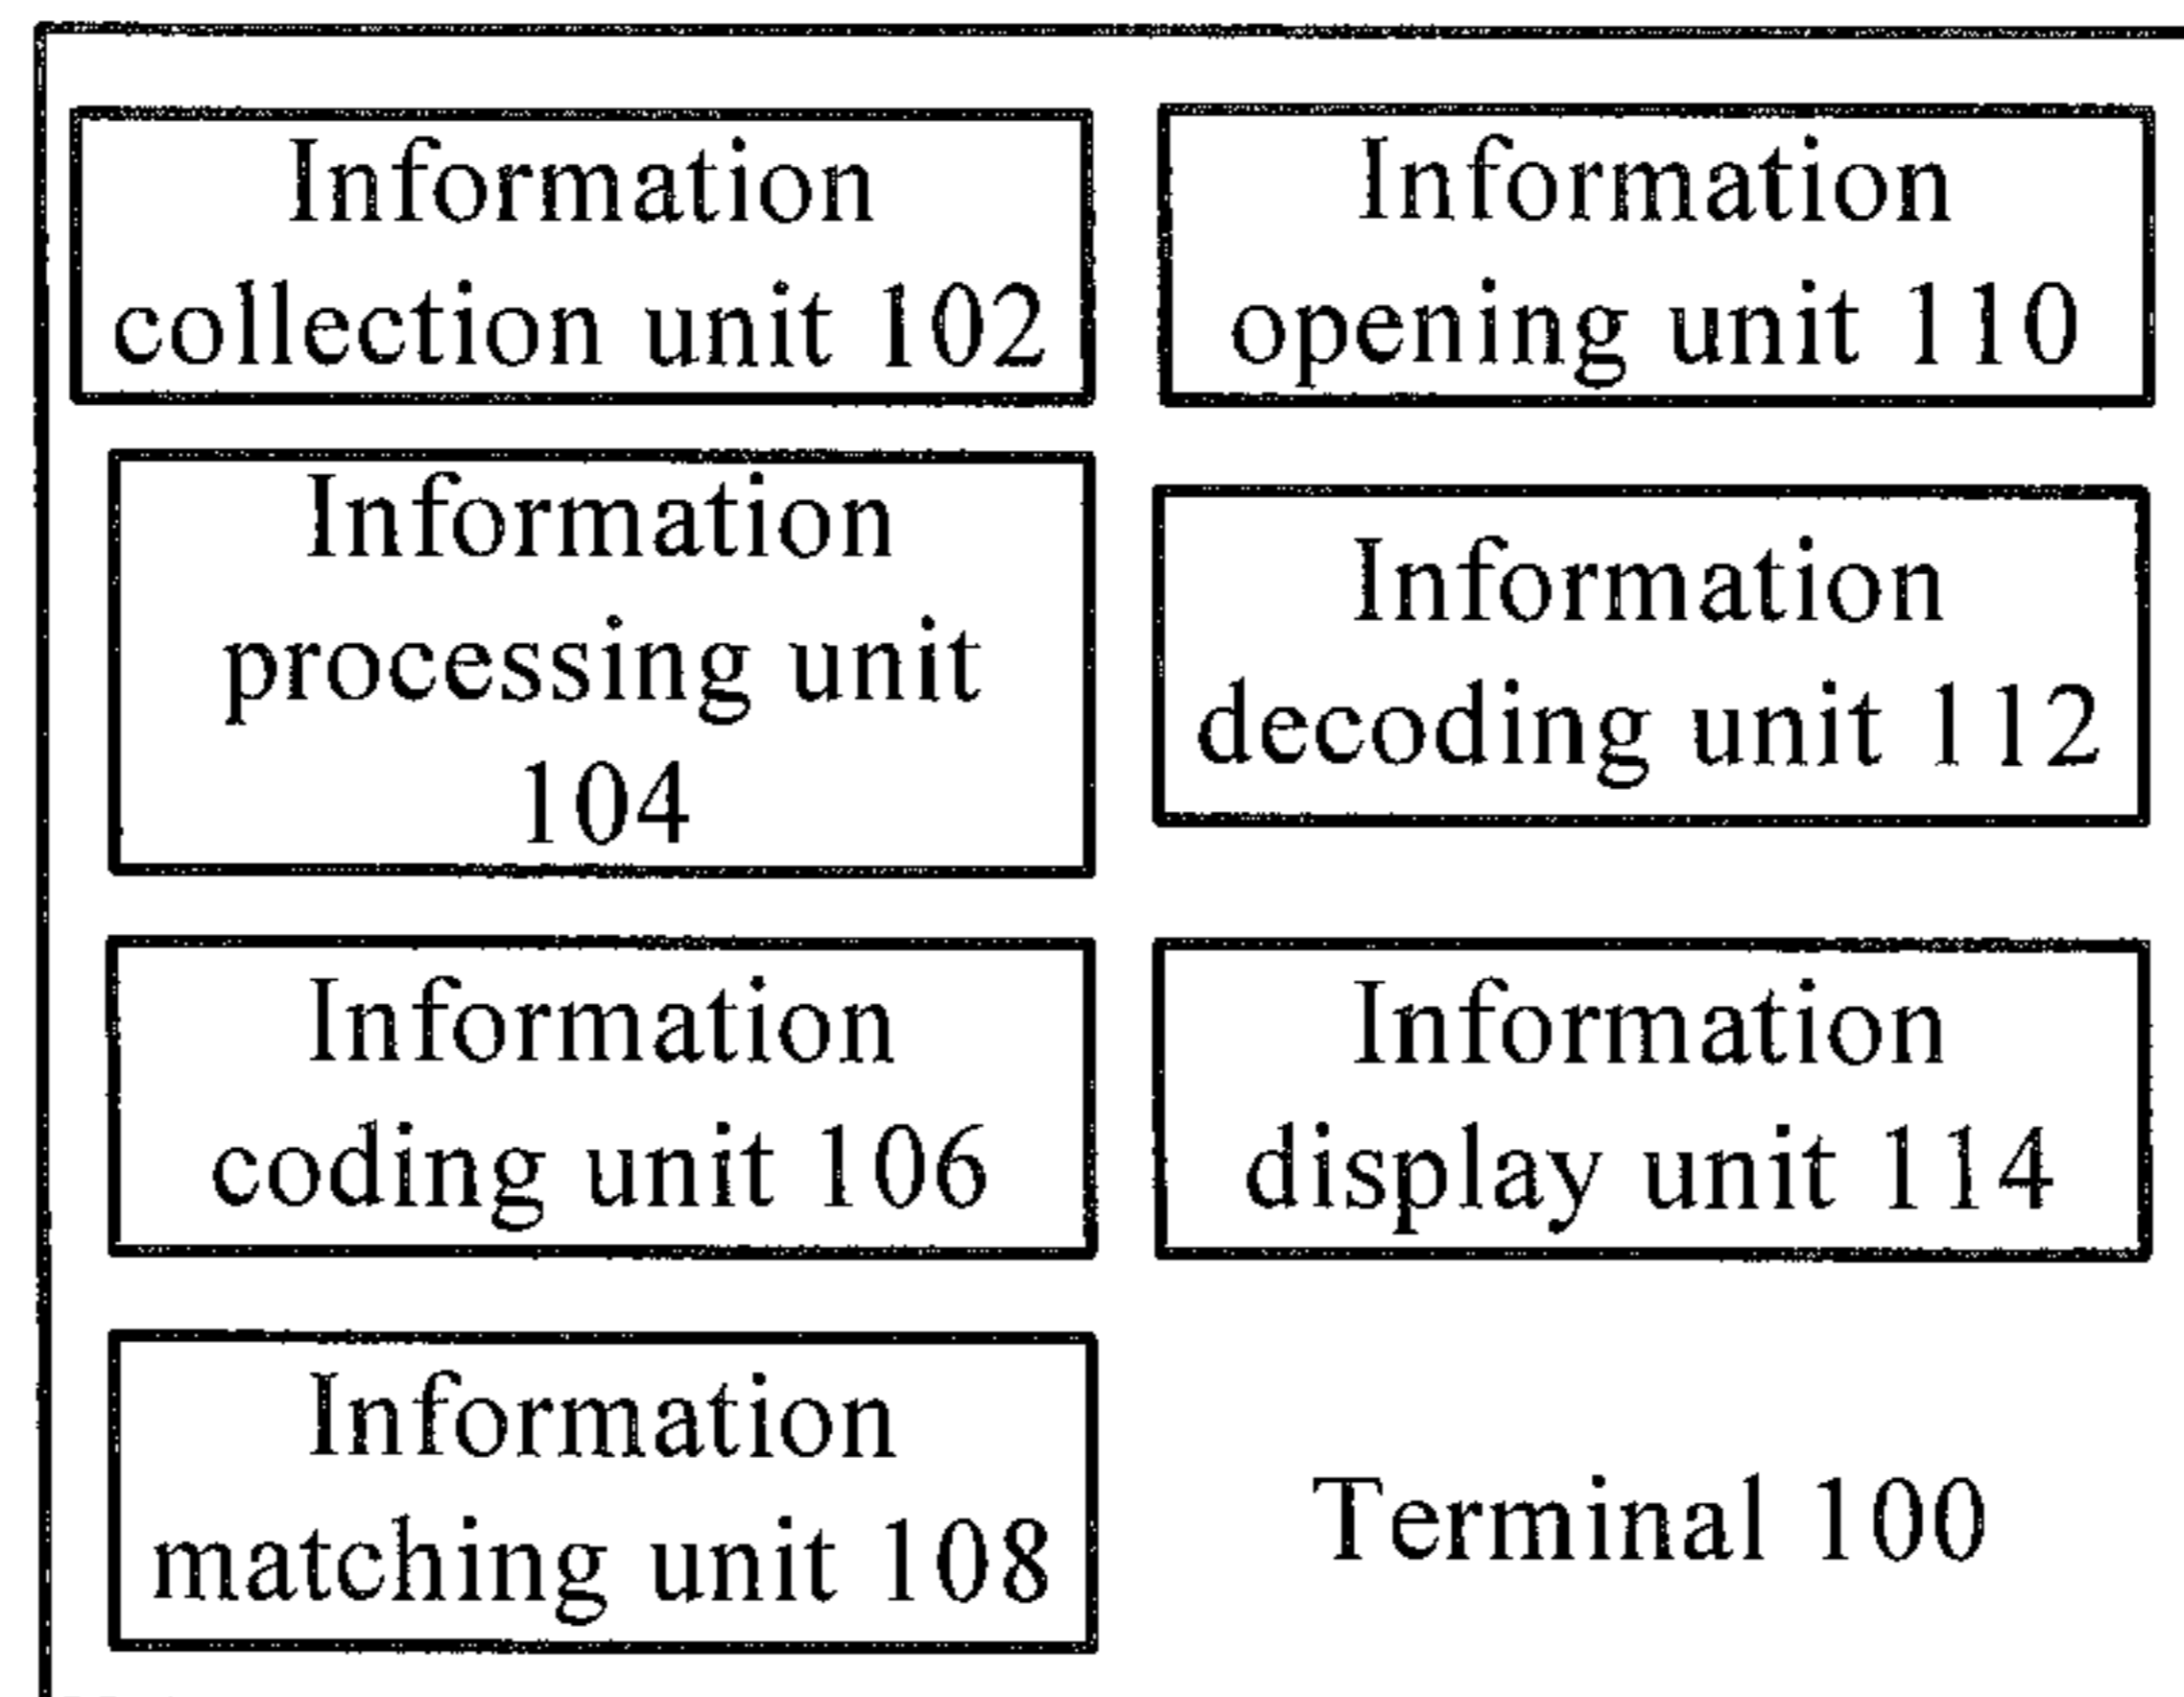 Information
collection unit 102
Information
processing unit
104
Information
coding unit 106
Information
matching unit 108
Information
opening unit 110
Information
decoding unit 112
Information
display unit 114
Terminal 100